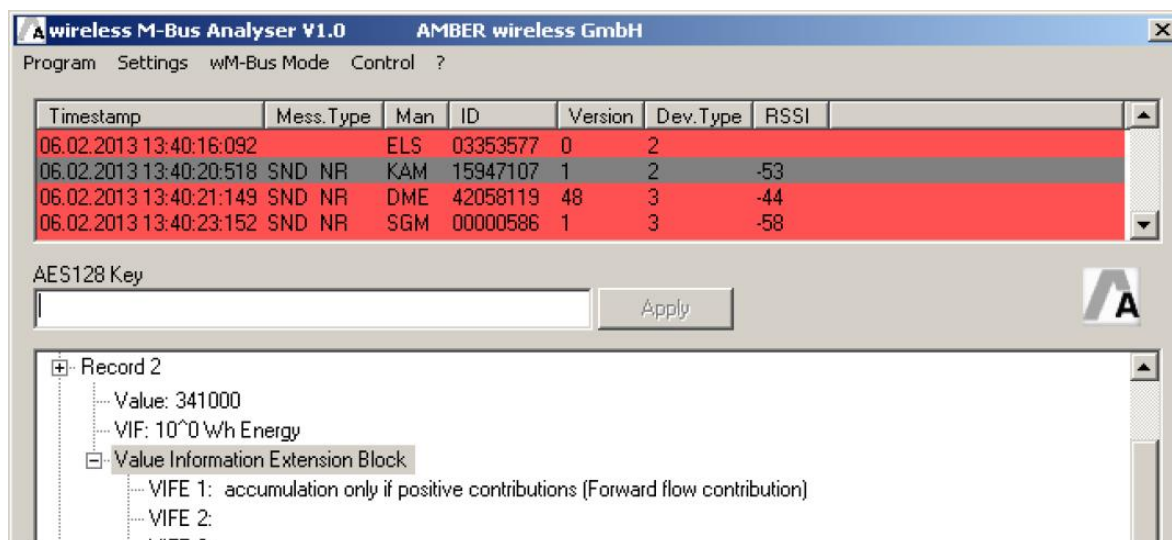 wireless M-Bus Analyser V1.0 AMBER wireless GmbH
Program Settings wM-Bus Mode Control ?
Timestamp Mess.Type Man ID Version Dev.Type RSSI
06.02.2013 13:40:16:092 ELS 03353577 0 2
06.02.2013 13:40:20:518 SND NR KAM 15947107 1 2 -53
06.02.2013 13:40:21:149 SND NR DME 42058119 48 3 -44
06.02.2013 13:40:23:152 SND NR SGM 00000586 1 3 -58
AES128 Key
Apply
A
Record 2
Value: 341000
VIF: 10^0 Wh Energy
Value Information Extension Block
VIFE 1: accumulation only if positive contributions (Forward flow contribution)
VIFE 2: